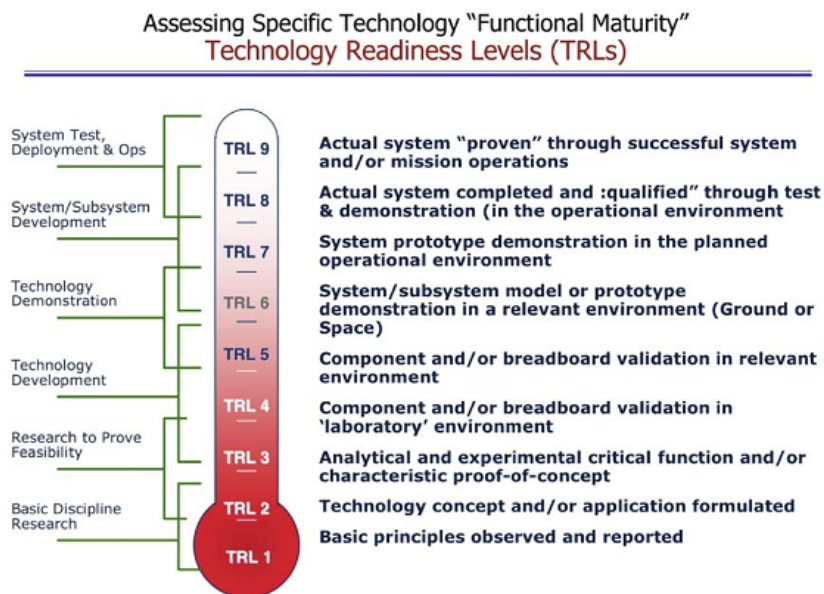 Assessing Specific Technology “Functional Maturity”
Technology Readiness Levels (TRLs)
System Test,
Deployment & Ops
System/Subsystem
Development
Technology
Demonstration
Technology
Development
Research to Prove
Feasibility
Basic Discipline
Research
TRL 9
TRL 8
TRL 7
TRL 6
TRL 5
TRL 4
TRL 3
TRL 2
TRL 1
Actual system “proven” through successful system
and/or mission operations
Actual system completed and :qualified” through test
& demonstration (in the operational environment
System prototype demonstration in the planned
operational environment
System/subsystem model or prototype
demonstration in a relevant environment (Ground or
Space)
Component and/or breadboard validation in relevant
environment
Component and/or breadboard validation in
‘laboratory’ environment
Analytical and experimental critical function and/or
characteristic proof-of-concept
Technology concept and/or application formulated
Basic principles observed and reported